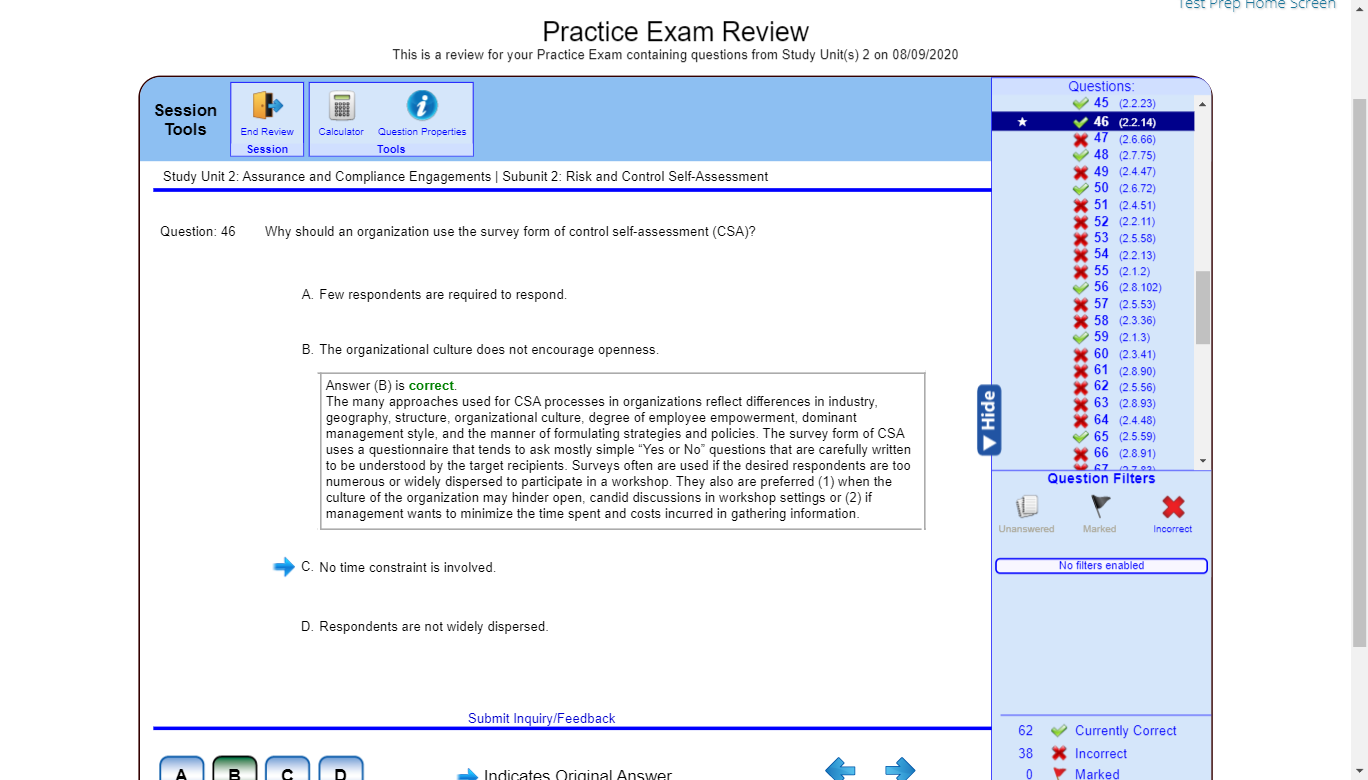 Test Prep Home Screen
Practice Exam Review
This is a review for your Practice Exam containing questions from Study Unit(s) 2 on 08/09/2020
Session Tools
End Review
Session
Calculator
Question Properties
Tools
Study Unit 2: Assurance and Compliance Engagements | Subunit 2: Risk and Control Self-Assessment
Question: 46 Why should an organization use the survey form of control self-assessment (CSA)?
A. Few respondents are required to respond.
B. The organizational culture does not encourage openness.
Answer (B) is correct.
The many approaches used for CSA processes in organizations reflect differences in industry,
geography, structure, organizational culture, degree of employee empowerment, dominant
management style, and the manner of formulating strategies and policies. The survey form of CSA
uses a questionnaire that tends to ask mostly simple “Yes or No” questions that are carefully written
to be understood by the target recipients. Surveys often are used if the desired respondents are too
numerous or widely dispersed to participate in a workshop. They also are preferred (1) when the
culture of the organization may hinder open, candid discussions in workshop settings or (2) if
management wants to minimize the time spent and costs incurred in gathering information.
C. No time constraint is involved.
D. Respondents are not widely dispersed.
Submit Inquiry/Feedback
A B C D
Indicates Original Answer
Hide
Questions:
45 (2.2.23)
46 (2.2.14)
47 (2.6.66)
48 (2.7.75)
49 (2.4.47)
50 (2.6.72)
51 (2.4.51)
52 (2.2.11)
53 (2.5.58)
54 (2.2.13)
55 (2.1.2)
56 (2.8.102)
57 (2.5.53)
58 (2.3.36)
59 (2.1.3)
60 (2.3.41)
61 (2.8.90)
62 (2.5.56)
63 (2.8.93)
64 (2.4.48)
65 (2.5.59)
66 (2.8.91)
67 (2.7.83)
Question Filters
Unanswered
Marked
Incorrect
No filters enabled
62 Currently Correct
38 Incorrect
0 Marked